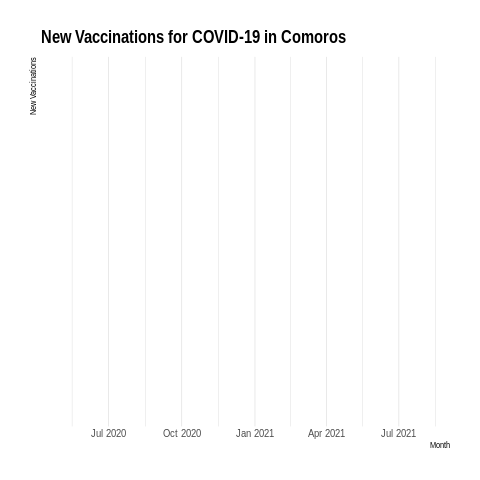 New Vaccinations for COVID-19 in Comoros
New Vaccinations
Jul 2020 Oct 2020 Jan 2021 Apr 2021 Jul 2021
Month